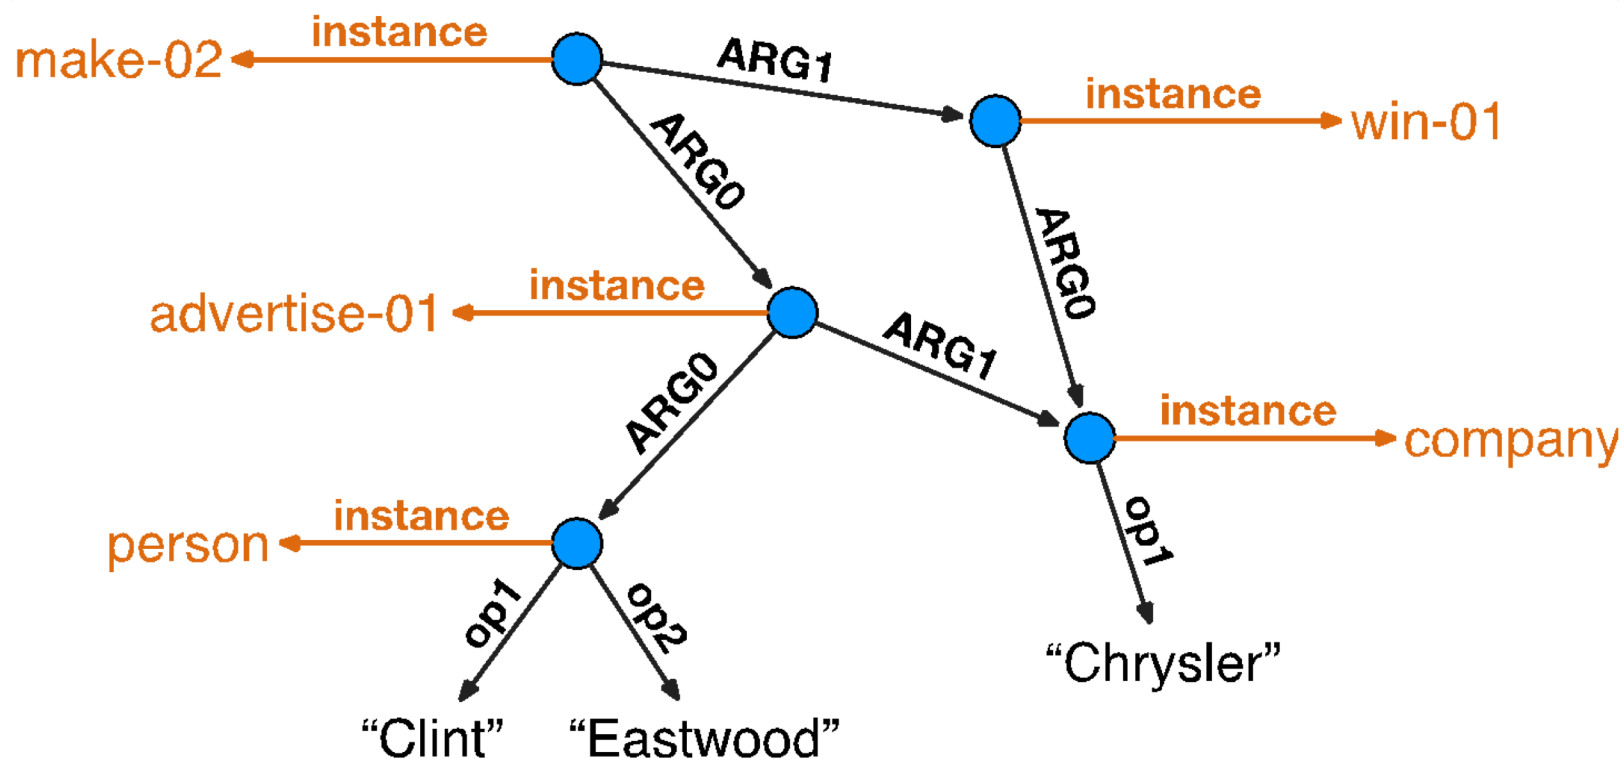 make-02
instance
ARG1
instance
win-01
ARG0
ARG0
advertise-01
instance
ARG1
ARG0
instance
company
person
instance
op1
op1
op2
“Chrysler”
“Clint”
“Eastwood”